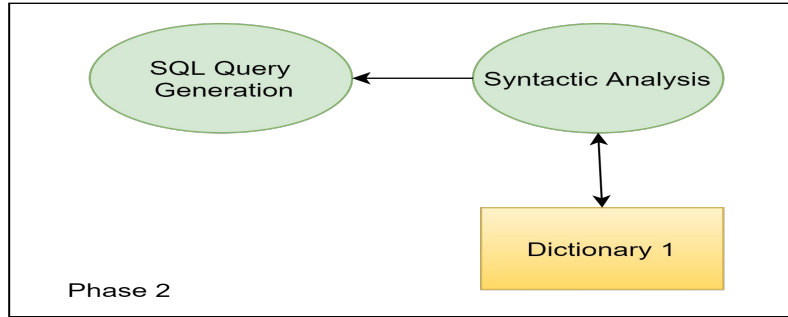 SQL Query
Generation
Syntactic Analysis
Dictionary 1
Phase 2